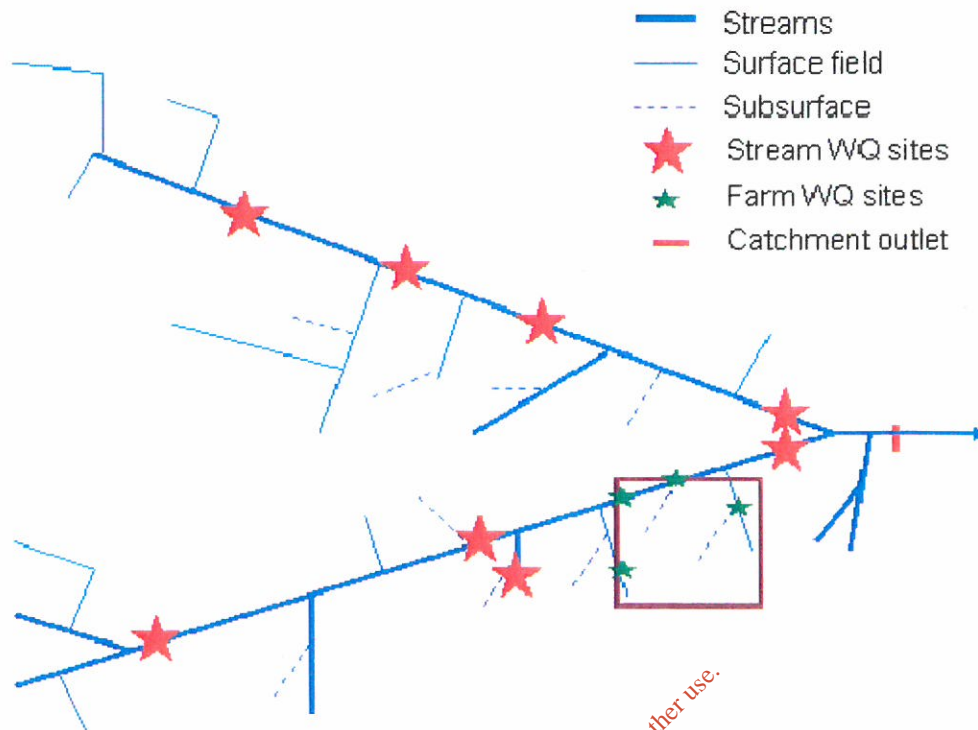 Streams
Surface field
Subsurface
Stream WQ sites
Farm WQ sites
Catchment outlet
ther use.